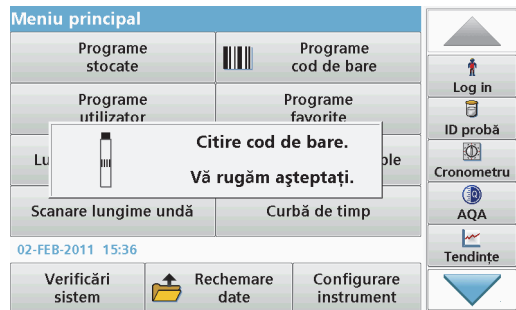 Meniu principal
Programe
stocate
Programe
cod de bare
Programe
utilizator
Programe
favorite
Citire cod de bare.
Vă rugăm aşteptați.
Scanare lungime undă
Curbă de timp
02-FEB-2011 15:36
Verificări
sistem
Rechemare
date
Configurare
instrument
Log in
ID probă
Cronometru
AQA
Tendințe